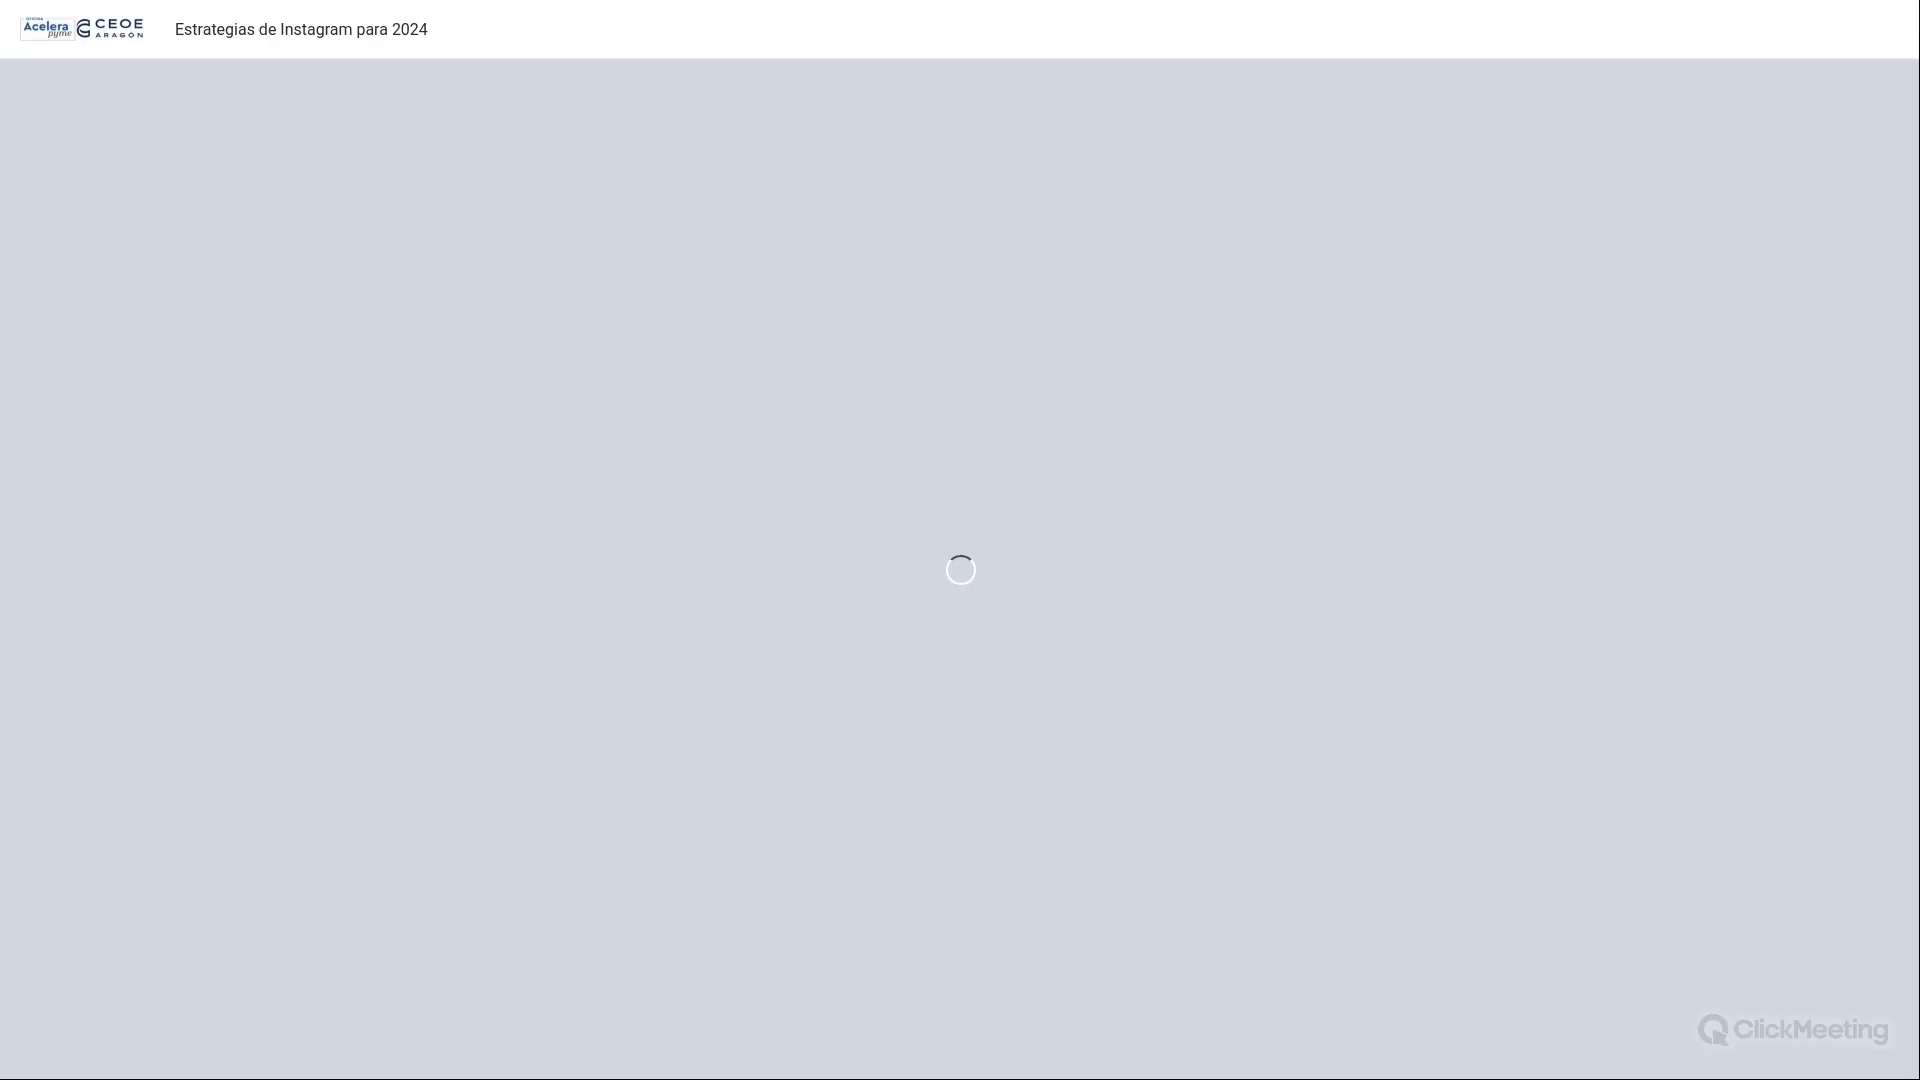 Acelera
pyme
CEOE
ARAGÓN
Estrategias de Instagram para 2024
ClickMeeting